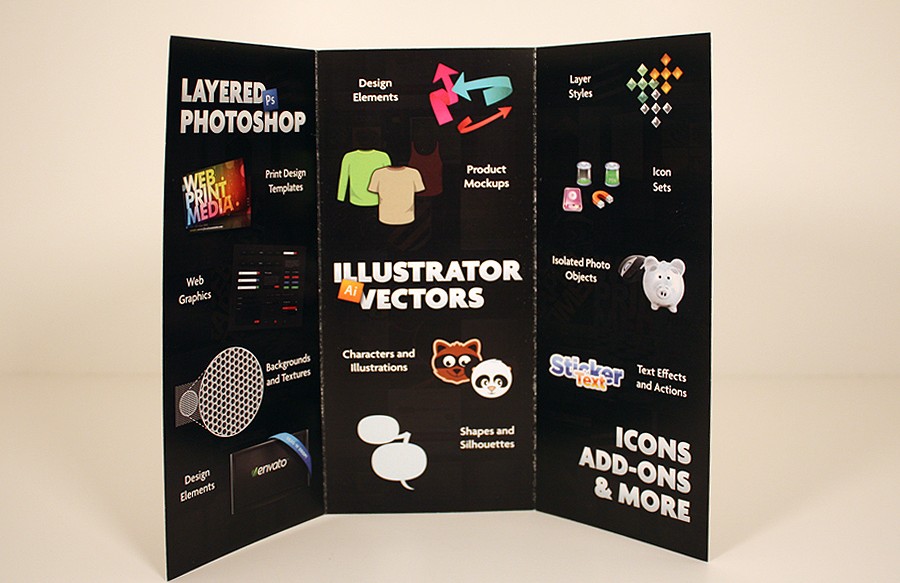 LAYERED
Ps
PHOTOSHOP
WEB
PRINT
MEDIA
Print Design
Templates
Web
Graphics
Backgrounds
and Textures
Design
Elements
envato
Design
Elements
Product
Mockups
ILLUSTRATOR
Ai
VECTORS
Characters and
Illustrations
Shapes and
Silhouettes
Layer
Styles
Icon
Sets
Isolated Photo
Objects
Sticker
Text
Text Effects
and Actions
ICONS
ADD-ONS
& MORE